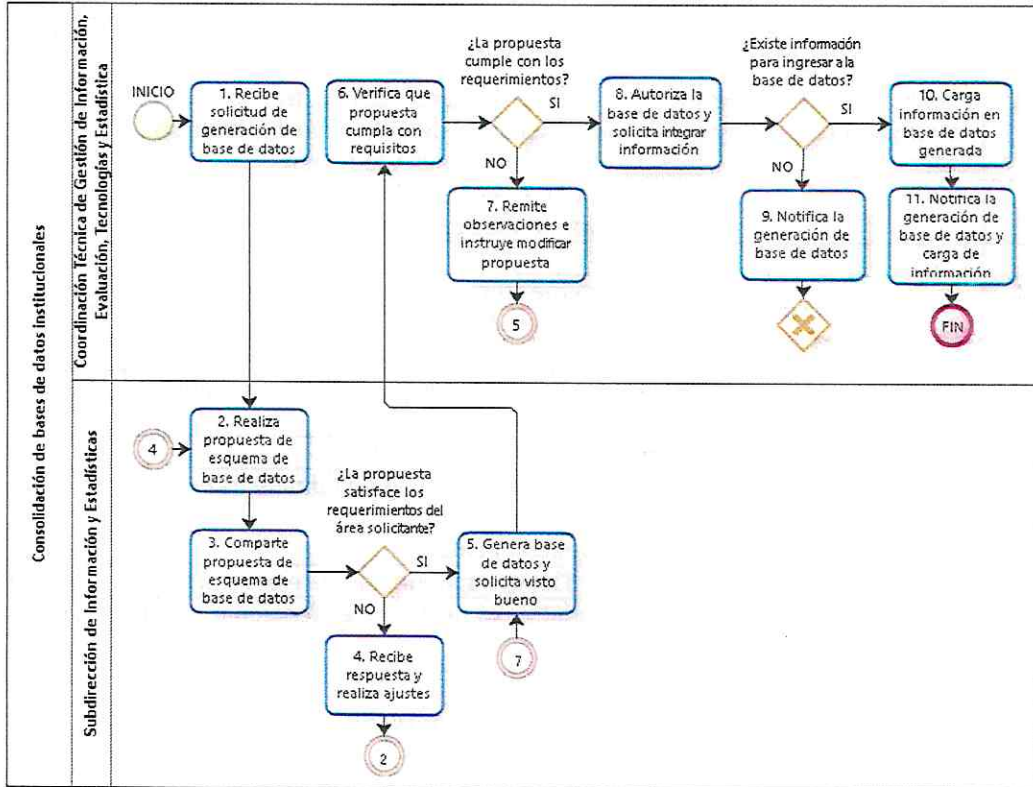 Consolidación de bases de datos institucionales
Coordinación Técnica de Gestión de Información,
Evaluación, Tecnologías y Estadística
INICIO
1. Recibe
solicitud de
generación de
base de datos
6. Verifica que
propuesta
cumpla con
requisitos
¿La propuesta
cumple con los
requerimientos?
SI
NO
7. Remite
observaciones e
instruye modificar
propuesta
5
8. Autoriza la
base de datos y
solicita integrar
información
¿Existe información
para ingresar a la
base de datos?
SI
NO
9. Notifica la
generación de
base de datos
10. Carga
información en
base de datos
generada
11. Notifica la
generación de
base de datos y
carga de
información
FIN
Subdirección de Información y Estadísticas
4
2. Realiza
propuesta de
esquema de
base de datos
3. Comparte
propuesta de
esquema de
base de datos
¿La propuesta
satisface los
requerimientos del
área solicitante?
SI
NO
4. Recibe
respuesta y
realiza ajustes
2
5. Genera base
de datos y
solicita visto
bueno
7